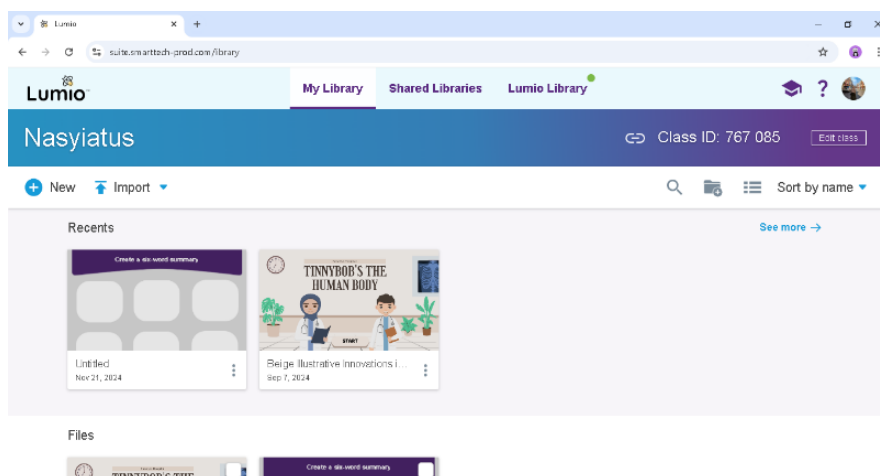 Lumio
suite.smarttech-prod.com/library
Lumio
My Library
Shared Libraries
Lumio Library
?
Nasyiatus
Class ID: 767 085
Edit class
New
Import
Sort by name
Recents
See more →
Create a six-word summary
TINNYBOB'S THE
HUMAN BODY
START
Untitled
Nov 21, 2024
Beige Illustrative Innovations i...
Sep 7, 2024
Files
TINNYBOB'S THE
Create a six-word summary